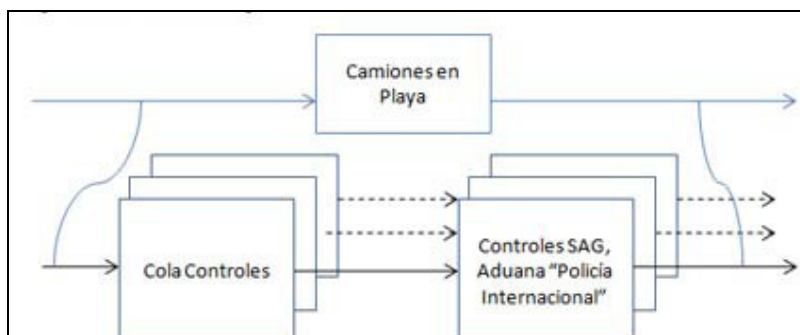 Camiones en
Playa
Cola Controles
Controles SAG,
Aduana “Policía
Internacional”